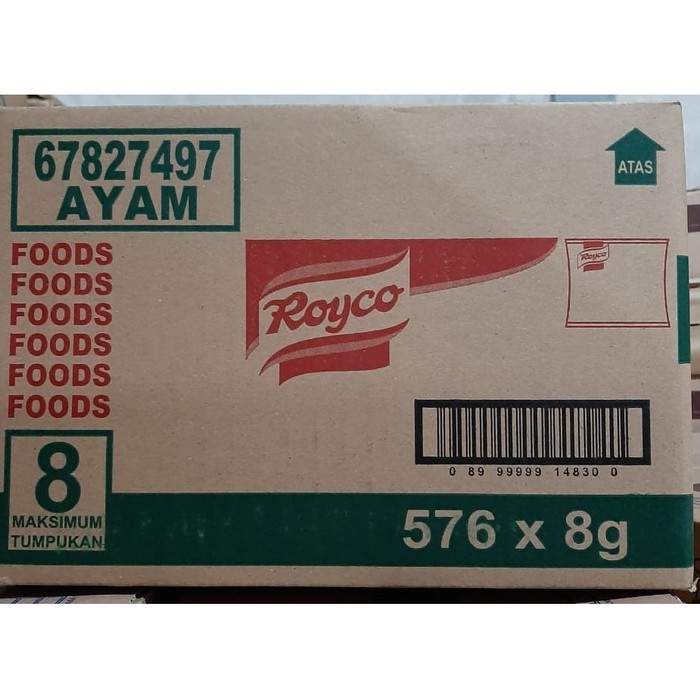 67827497
AYAM
ATAS
FOODS
FOODS
FOODS
FOODS
FOODS
FOODS
Royco
Royco
0 89 99999 14830 0
8
MAKSIMUM
TUMPUKAN
576 x 8g